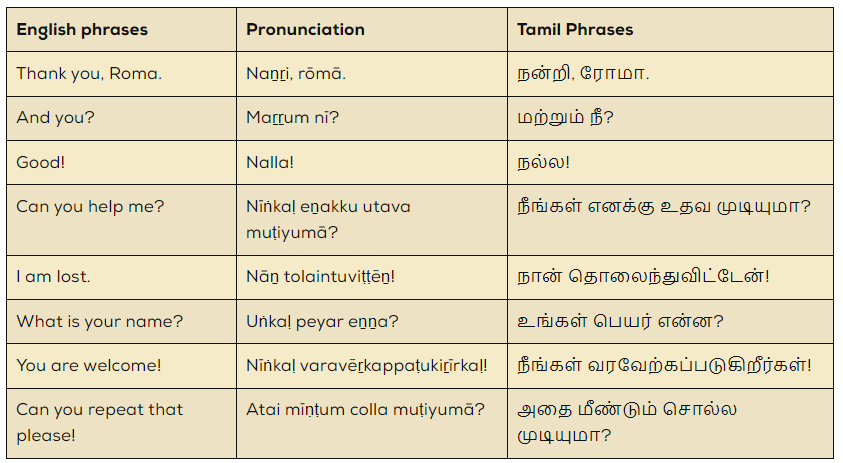 English phrases Pronunciation Tamil Phrases
Thank you, Roma. Naṉri, rōmā. நன்றி, ரோமா.
And you? Maṟṟum nī? மற்றும் நீ?
Good! Nalla! நல்ல!
Can you help me? Nīṅkaḷ eṉakku utava நீங்கள் எனக்கு உதவ முடியுமா?
muṭiyumā?
I am lost. Nāṉ tolaintuviṭṭēṉ! நான் தொலைந்துவிட்டேன்!
What is your name? Uṅkaḷ peyar eṉṉa? உங்கள் பெயர் என்ன?
You are welcome! Nīṅkaḷ varavēṟkappaṭukiṟīrkaḷ! நீங்கள் வரவேற்கப்படுகிறீர்கள்!
Can you repeat that Atai mīṇṭum colla muṭiyumā? அதை மீண்டும் சொல்ல
please! முடியுமா?